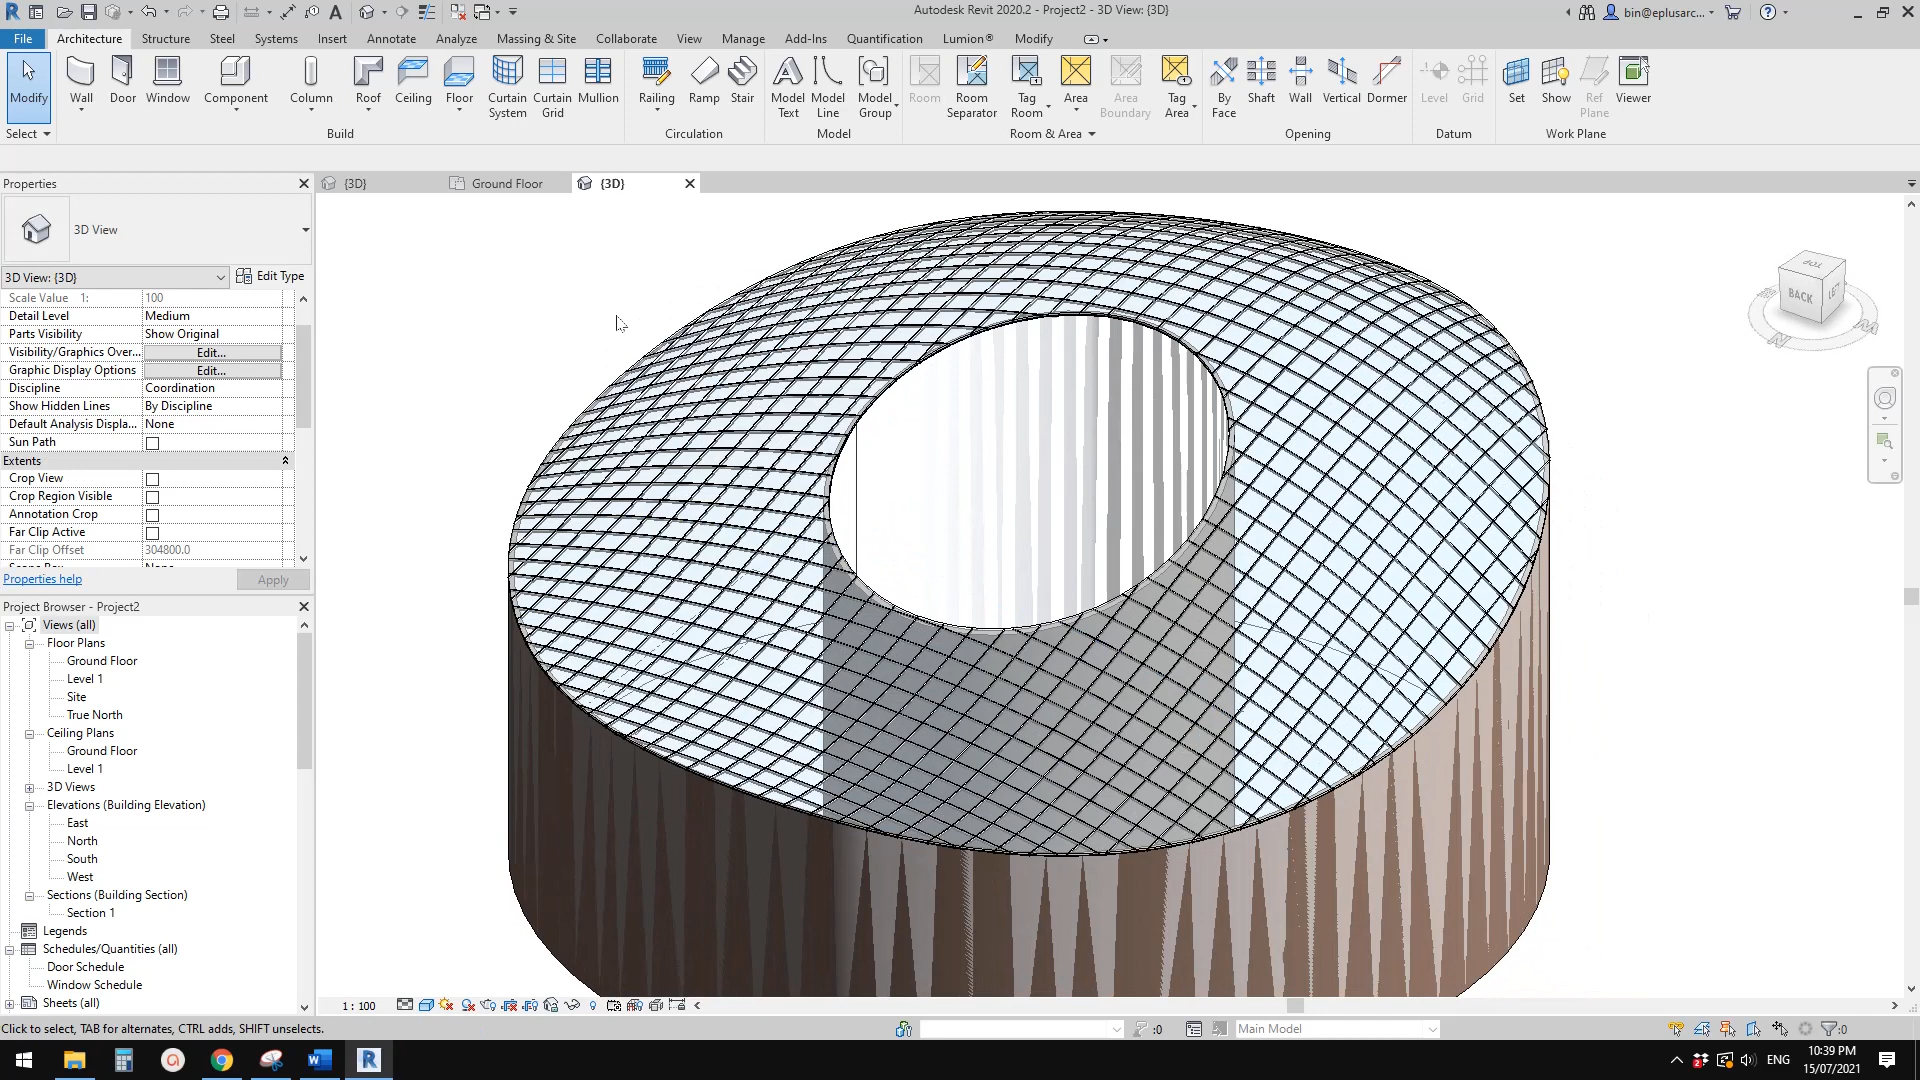 Autodesk Revit 2020.2 - Project2 - 3D View: {3D}
bin@eplusarc...
File Architecture Structure Steel Systems Insert Annotate Analyze Massing & Site Collaborate View Manage Add-Ins Quantification Lumion® Modify
Modify Wall Door Window Component Column Roof Ceiling Floor Curtain System Curtain Grid Mullion Railing Ramp Stair Model Text Model Line Model Group Room Room Separator Tag Room Area Area Boundary Tag Area By Face Shaft Wall Vertical Dormer Level Grid Set Show Ref Plane Viewer
Select Build Circulation Model Room & Area Opening Datum Work Plane
Properties
{3D} Ground Floor {3D}
3D View
3D View: {3D} Edit Type
Scale Value 1: 100
Detail Level Medium
Parts Visibility Show Original
Visibility/Graphics Over... Edit...
Graphic Display Options Edit...
Discipline Coordination
Show Hidden Lines By Discipline
Default Analysis Displa... None
Sun Path
Extents
Crop View
Crop Region Visible
Annotation Crop
Far Clip Active
Far Clip Offset 304800.0
Properties help Apply
Project Browser - Project2
Views (all)
Floor Plans
Ground Floor
Level 1
Site
True North
Ceiling Plans
Ground Floor
Level 1
3D Views
Elevations (Building Elevation)
East
North
South
West
Sections (Building Section)
Section 1
Legends
Schedules/Quantities (all)
Door Schedule
Window Schedule
Sheets (all)
TOP
BACK
LEFT
1 : 100
Click to select, TAB for alternates, CTRL adds, SHIFT unselects.
:0
Main Model
:0
ENG
10:39 PM
15/07/2021